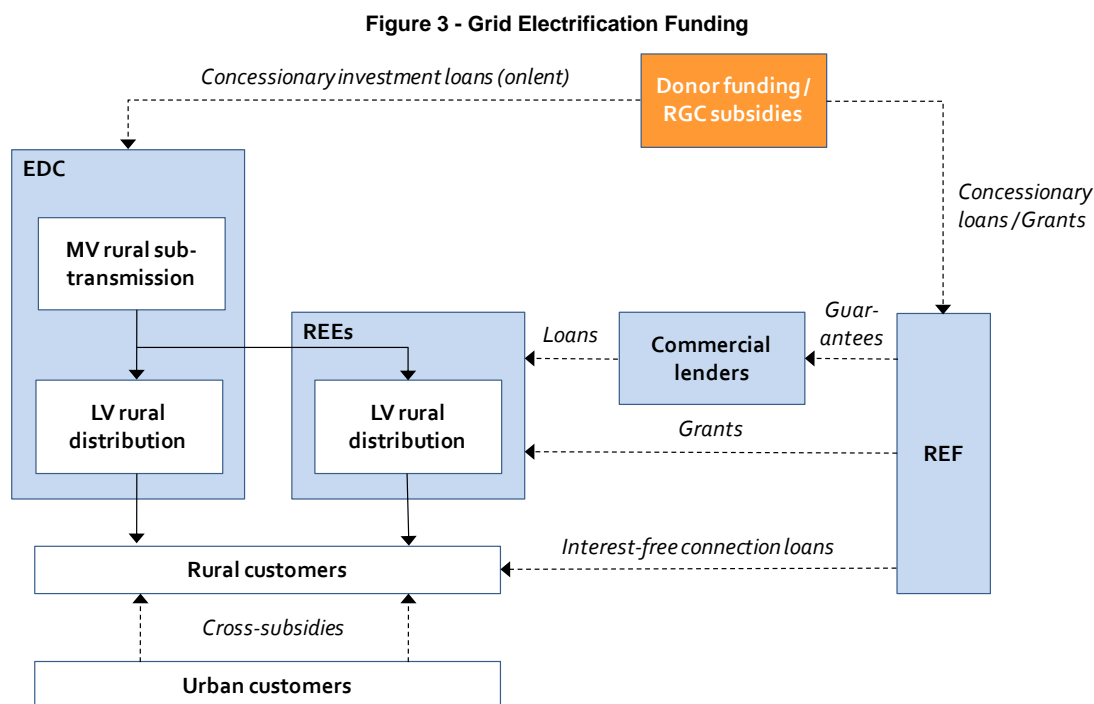 Figure 3 - Grid Electrification Funding
Concessionary investment loans (onlent)
Donor funding /
RGC subsidies
EDC
Concessionary
loans / Grants
MV rural sub-
transmission
REEs
Loans
Commercial
lenders
Guar-
antees
LV rural
distribution
LV rural
distribution
Grants
REF
Interest-free connection loans
Rural customers
Cross-subsidies
Urban customers